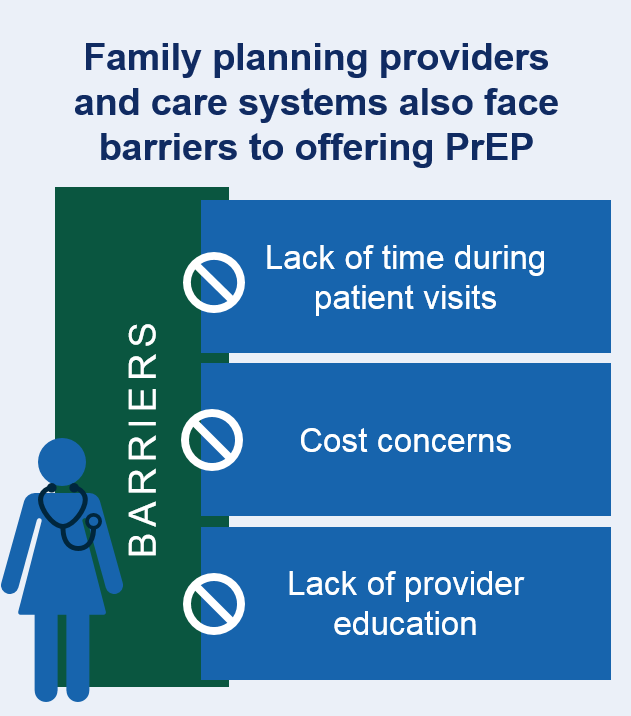 Family planning providers
and care systems also face
barriers to offering PrEP
BARRIERS
Lack of time during
patient visits
Cost concerns
Lack of provider
education